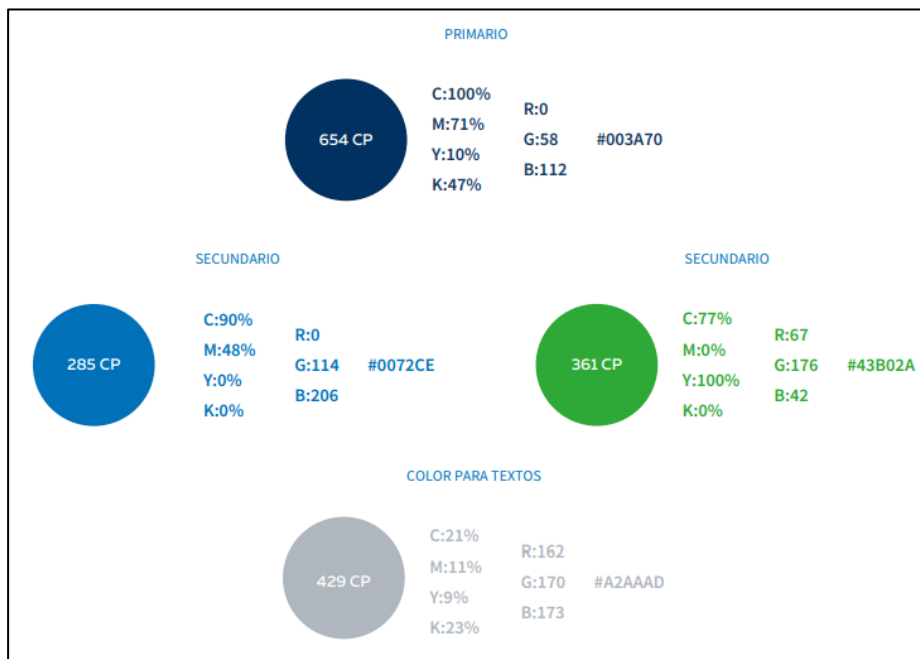 PRIMARIO
654 CP
C:100%
M:71%
Y:10%
K:47%
R:0
G:58
B:112
#003A70
SECUNDARIO
285 CP
C:90%
M:48%
Y:0%
K:0%
R:0
G:114
B:206
#0072CE
SECUNDARIO
361 CP
C:77%
M:0%
Y:100%
K:0%
R:67
G:176
B:42
#43B02A
COLOR PARA TEXTOS
429 CP
C:21%
M:11%
Y:9%
K:23%
R:162
G:170
B:173
#A2AAAD